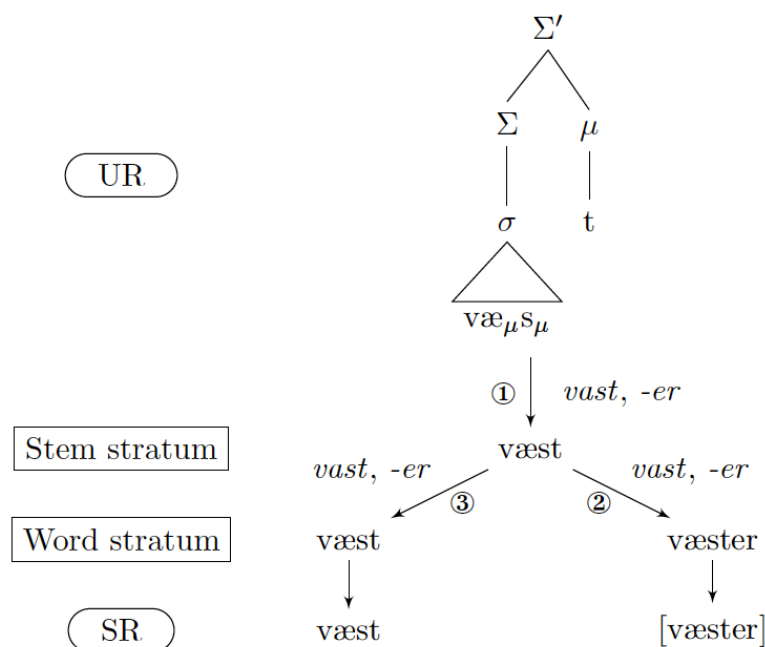 Σ′
Σ μ
UR
σ t
væμsμ
① vast, -er
Stem stratum væst
vast, -er vast, -er
③ ②
Word stratum væst væster
SR væst [væster]